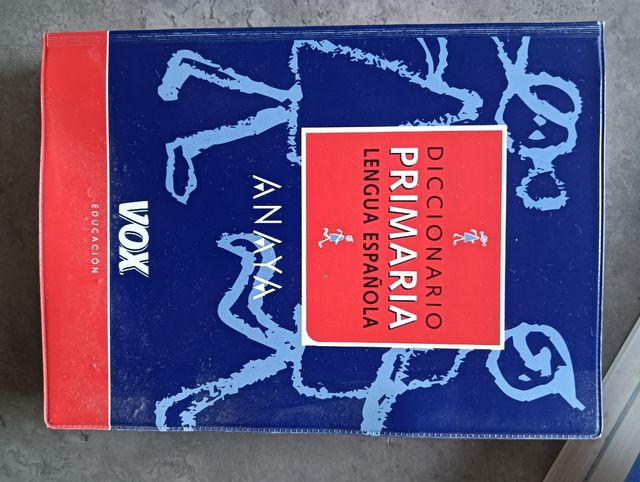 DICCIONARIO
PRIMARIA
LENGUA ESPAÑOLA
ANAYA
VOX
EDUCACIÓN